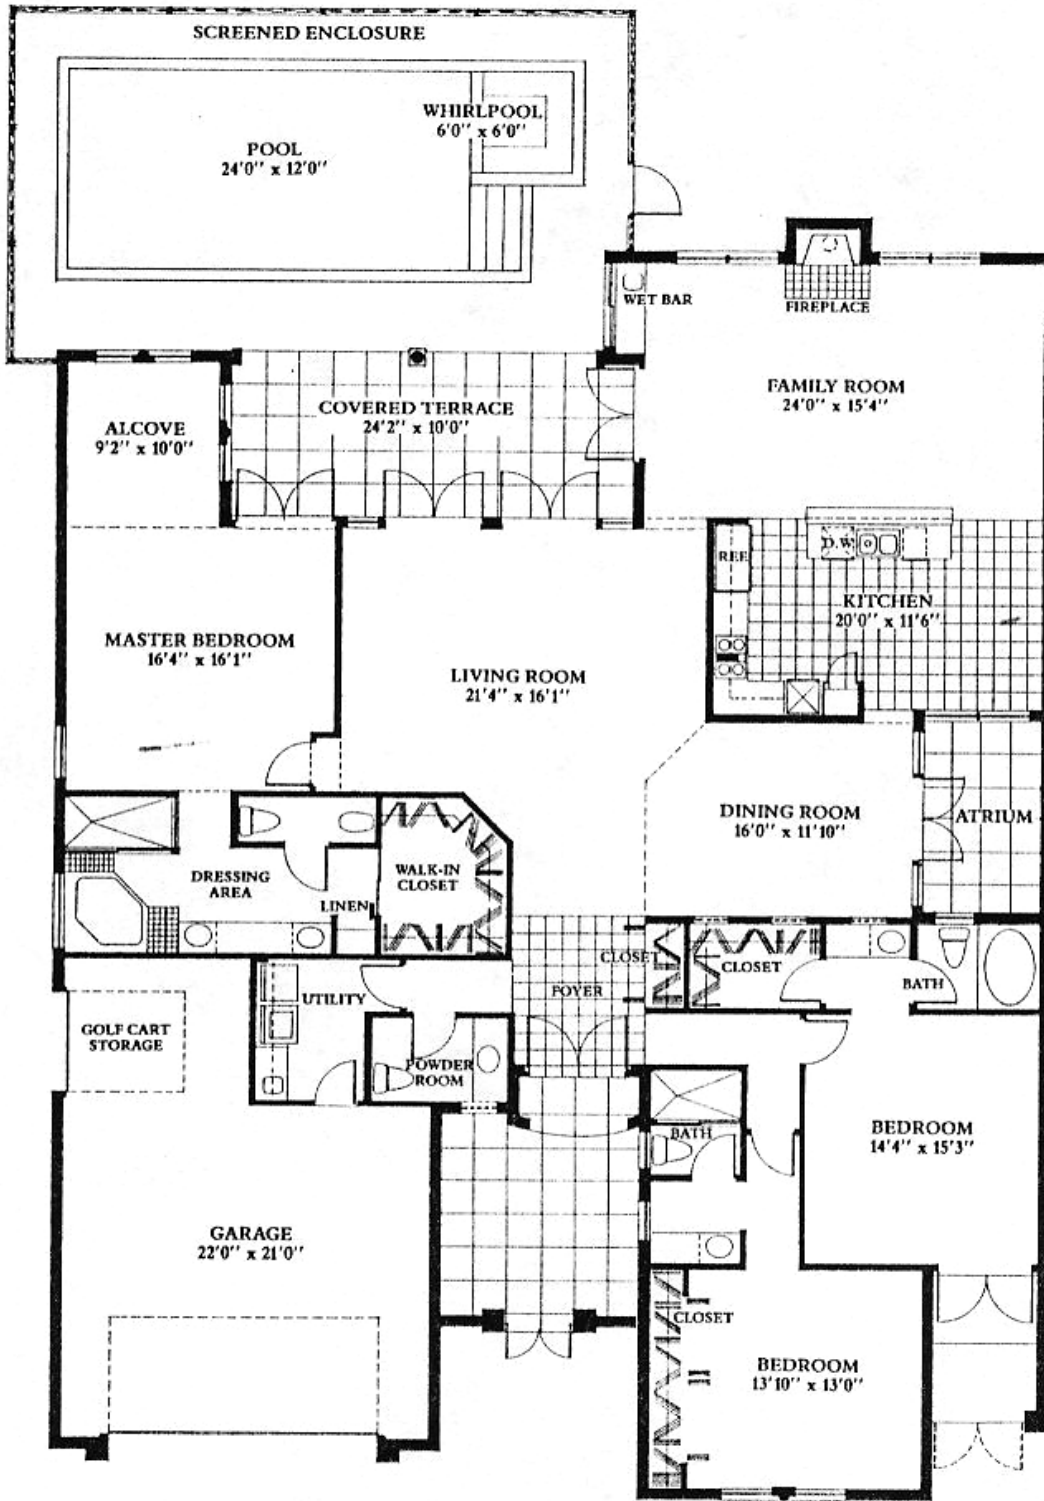 SCREENED ENCLOSURE
WHIRLPOOL
6'0" x 6'0"
POOL
24'0" x 12'0"
WET BAR
FIREPLACE
FAMILY ROOM
24'0" x 15'4"
COVERED TERRACE
24'2" x 10'0"
ALCOVE
9'2" x 10'0"
D.W
REF
KITCHEN
20'0" x 11'6"
MASTER BEDROOM
16'4" x 16'1"
LIVING ROOM
21'4" x 16'1"
DINING ROOM
16'0" x 11'10"
ATRIUM
DRESSING
AREA
WALK-IN
CLOSET
LINEN
CLOSET
CLOSET
BATH
FOYER
UTILITY
GOLF CART
STORAGE
POWDER
ROOM
BATH
BEDROOM
14'4" x 15'3"
GARAGE
22'0" x 21'0"
CLOSET
BEDROOM
13'10" x 13'0"